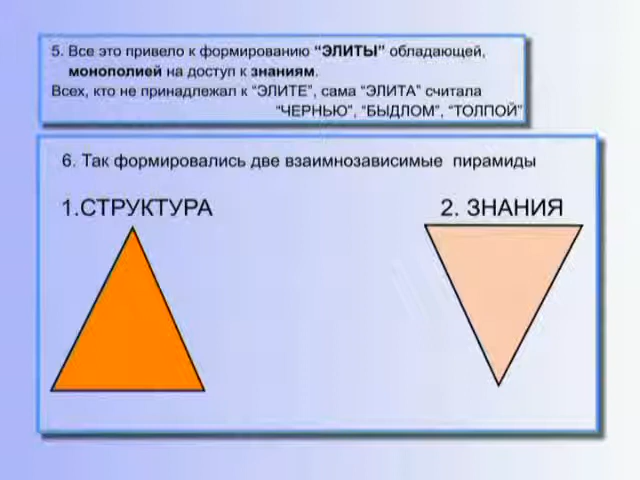 5. Все это привело к формированию “ЭЛИТЫ” обладающей,
монополией на доступ к знаниям.
Всех, кто не принадлежал к “ЭЛИТЕ”, сама “ЭЛИТА” считала
“ЧЕРНЬЮ”, “БЫДЛОМ”, “ТОЛПОЙ”
6. Так формировались две взаимнозависимые пирамиды
1.СТРУКТУРА
2. ЗНАНИЯ